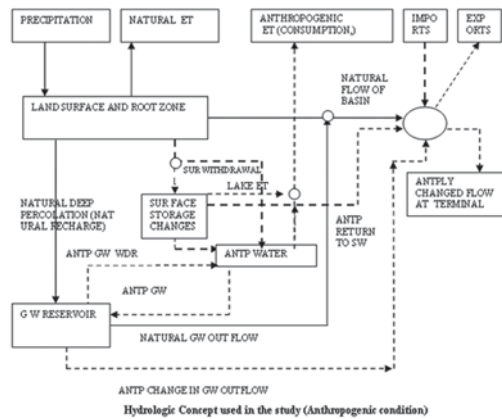 PRECIPITATION
NATURAL ET
ANTHROPOGENIC
ET (CONSUMPTION,)
IMPO
RTS
EXP
ORTS
NATURAL
FLOW OF
BASIN
LAND SURFACE AND ROOT ZONE
SUR WITHDRAWAL
LAKE ET
NATURAL DEEP
PERCOLATION (NAT
URAL RECHARGE)
SURFACE
STORAGE
CHANGES
ANTP
RETURN
TO SW
ANTPLY
CHANGED FLOW
AT TERMINAL
ANTP GW WDR
ANTP WATER
ANTP GW
G W RESERVOIR
NATURAL GW OUT FLOW
ANTP CHANGE IN GW OUTFLOW
Hydrologic Concept used in the study (Anthropogenic condition)